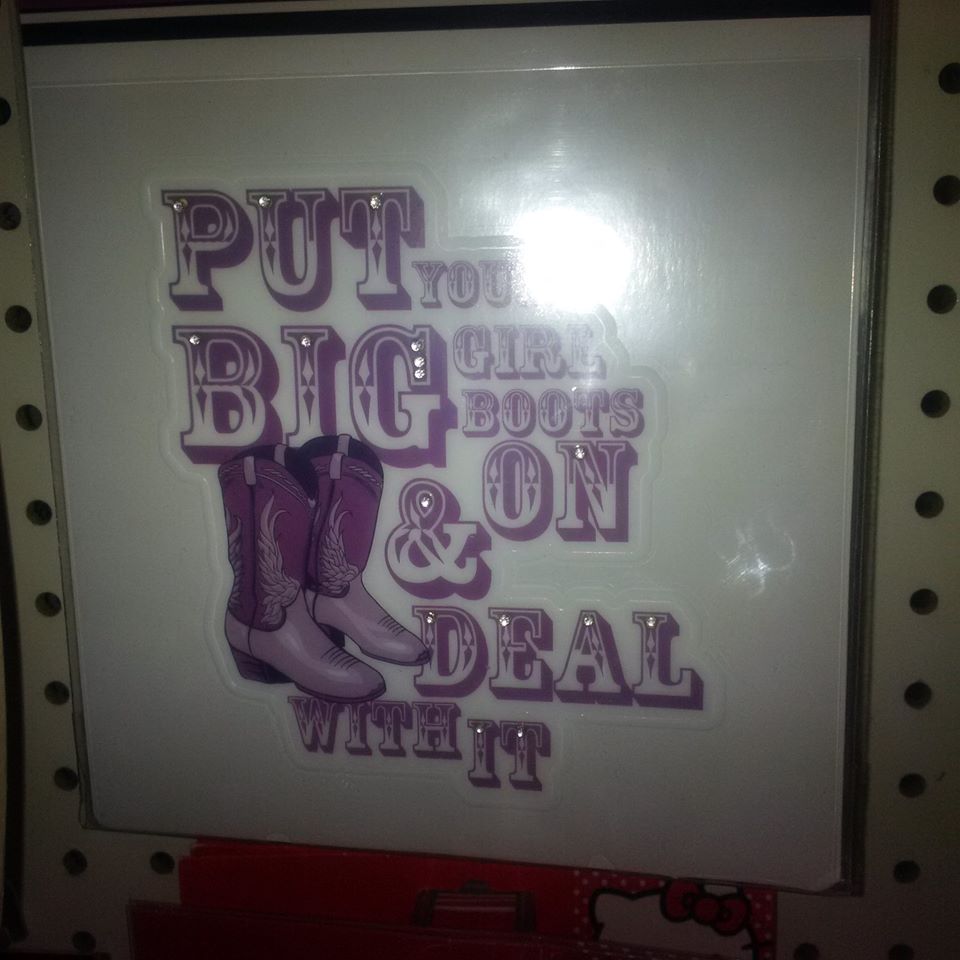 PUT YOUR
BIG GIRL
BOOTS
ON
&
DEAL
WITH IT